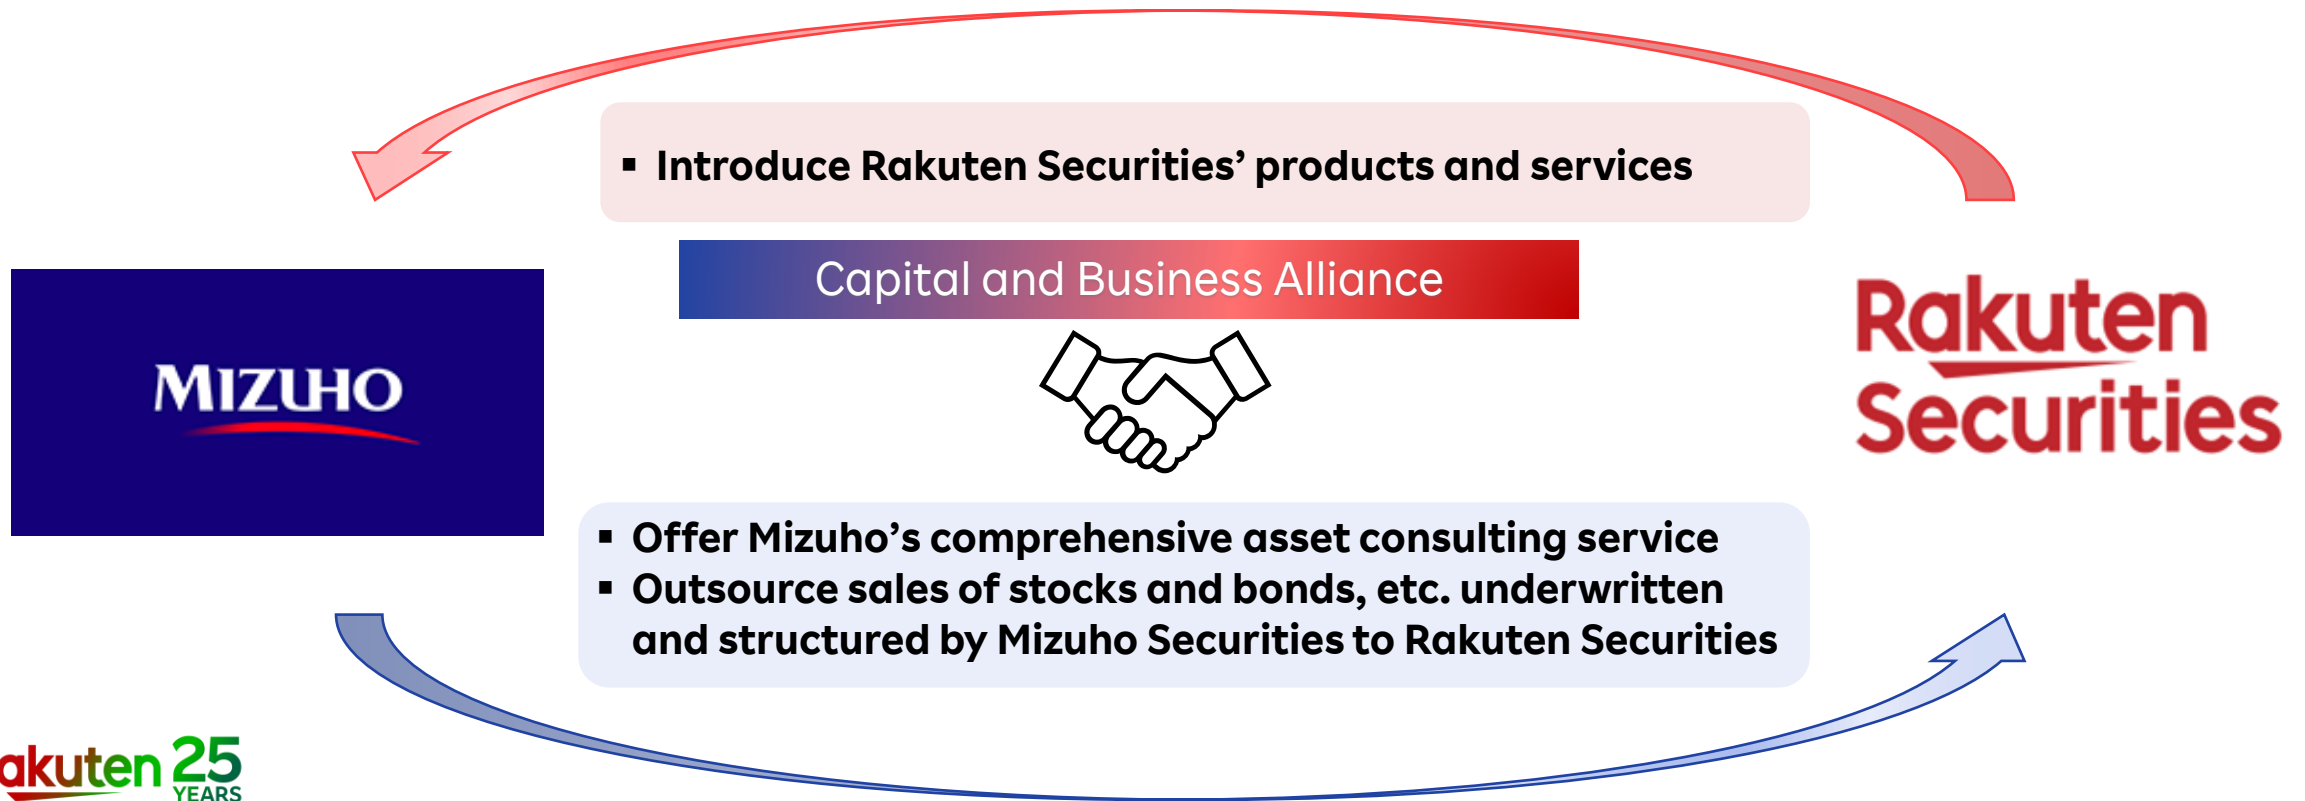 ▪ Introduce Rakuten Securities’ products and services
Capital and Business Alliance
MIZUHO
Rakuten
Securities
▪ Offer Mizuho’s comprehensive asset consulting service
▪ Outsource sales of stocks and bonds, etc. underwritten
and structured by Mizuho Securities to Rakuten Securities
akuten 25
YEARS